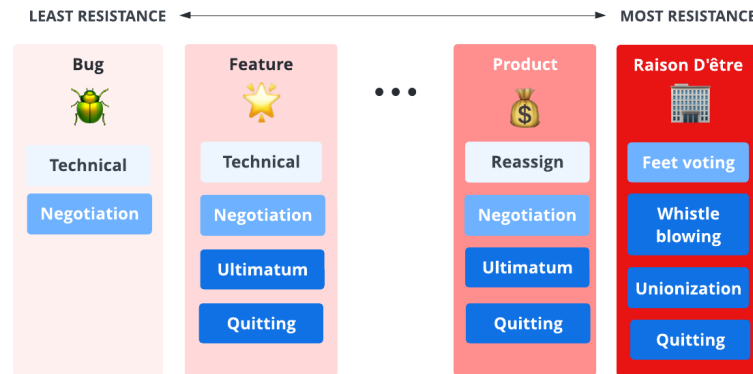 LEAST RESISTANCE
MOST RESISTANCE
Bug
Technical
Negotiation
Feature
Technical
Negotiation
Ultimatum
Quitting
Product
Reassign
Negotiation
Ultimatum
Quitting
Raison D'être
Feet voting
Whistle
blowing
Unionization
Quitting